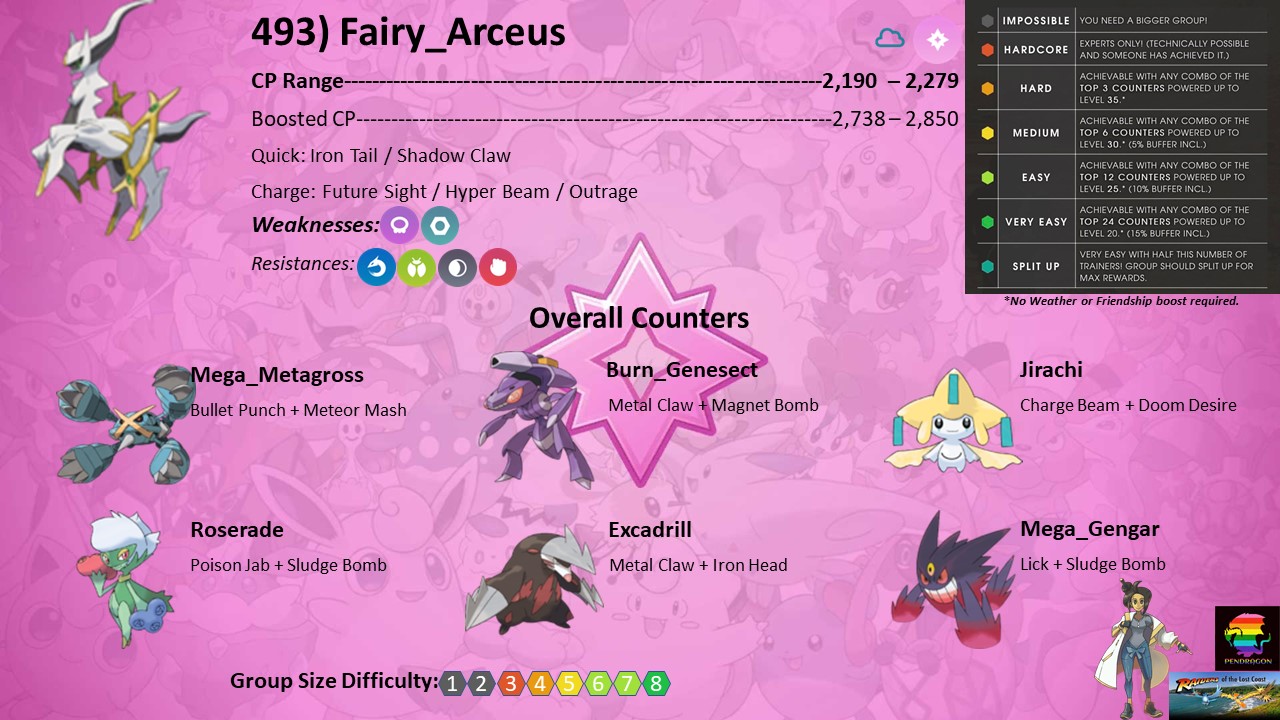 493) Fairy_Arceus
CP Range-------------------------------------------------------------------2,190 – 2,279
Boosted CP--------------------------------------------------------------------2,738 – 2,850
Quick: Iron Tail / Shadow Claw
Charge: Future Sight / Hyper Beam / Outrage
Weaknesses:
Resistances:
IMPOSSIBLE YOU NEED A BIGGER GROUP!
HARDCORE EXPERTS ONLY! (TECHNICALLY POSSIBLE
AND SOMEONE HAS ACHIEVED IT.)
HARD ACHIEVABLE WITH ANY COMBO OF THE
TOP 3 COUNTERS POWERED UP TO
LEVEL 35.*
MEDIUM ACHIEVABLE WITH ANY COMBO OF THE
TOP 6 COUNTERS POWERED UP TO
LEVEL 30.* (5% BUFFER INCL.)
EASY ACHIEVABLE WITH ANY COMBO OF THE
TOP 12 COUNTERS POWERED UP TO
LEVEL 25.* (10% BUFFER INCL.)
VERY EASY ACHIEVABLE WITH ANY COMBO OF THE
TOP 24 COUNTERS POWERED UP TO
LEVEL 20.* (15% BUFFER INCL.)
SPLIT UP VERY EASY WITH HALF THIS NUMBER OF
TRAINERS! GROUP SHOULD SPLIT UP FOR
MAX REWARDS.
*No Weather or Friendship boost required.
Overall Counters
Mega_Metagross
Bullet Punch + Meteor Mash
Burn_Genesect
Metal Claw + Magnet Bomb
Jirachi
Charge Beam + Doom Desire
Roserade
Poison Jab + Sludge Bomb
Excadrill
Metal Claw + Iron Head
Mega_Gengar
Lick + Sludge Bomb
Group Size Difficulty: 1 2 3 4 5 6 7 8
PENDRAGON
RAIDERS of the Lost Coast